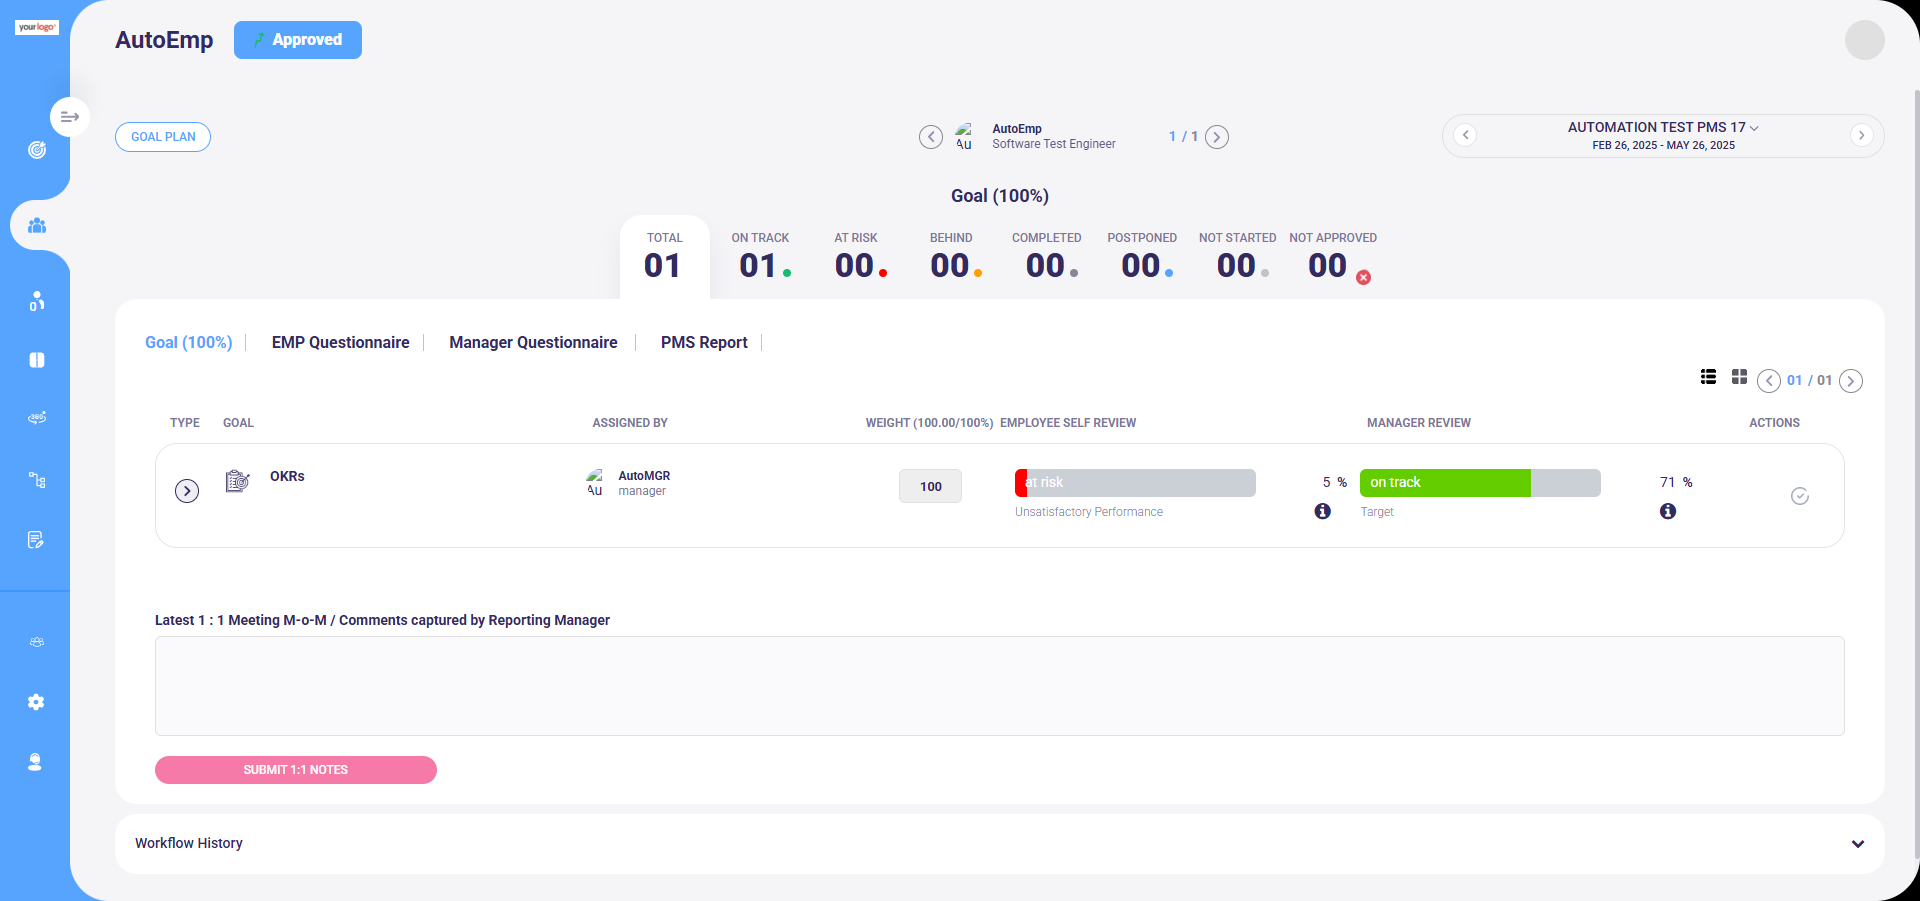 your logo
AutoEmp
Approved
GOAL PLAN
Au
AutoEmp
Software Test Engineer
1 / 1
AUTOMATION TEST PMS 17
FEB 26, 2025 - MAY 26, 2025
Goal (100%)
TOTAL
01
ON TRACK
01
AT RISK
00
BEHIND
00
COMPLETED
00
POSTPONED
00
NOT STARTED
00
NOT APPROVED
00
Goal (100%)
EMP Questionnaire
Manager Questionnaire
PMS Report
01 / 01
TYPE
GOAL
ASSIGNED BY
WEIGHT (100.00/100%)
EMPLOYEE SELF REVIEW
MANAGER REVIEW
ACTIONS
OKRs
Au
AutoMGR
manager
100
at risk
5 %
Unsatisfactory Performance
on track
71 %
Target
Latest 1 : 1 Meeting M-o-M / Comments captured by Reporting Manager
SUBMIT 1:1 NOTES
Workflow History
360